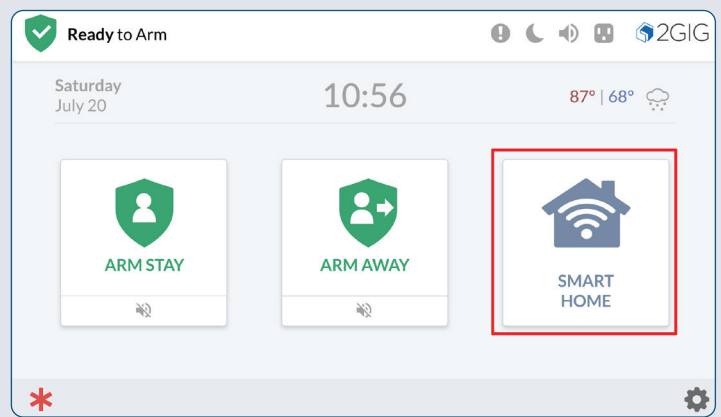 Ready to Arm
2GIG
Saturday
July 20
10:56
87° | 68°
ARM STAY
ARM AWAY
SMART
HOME